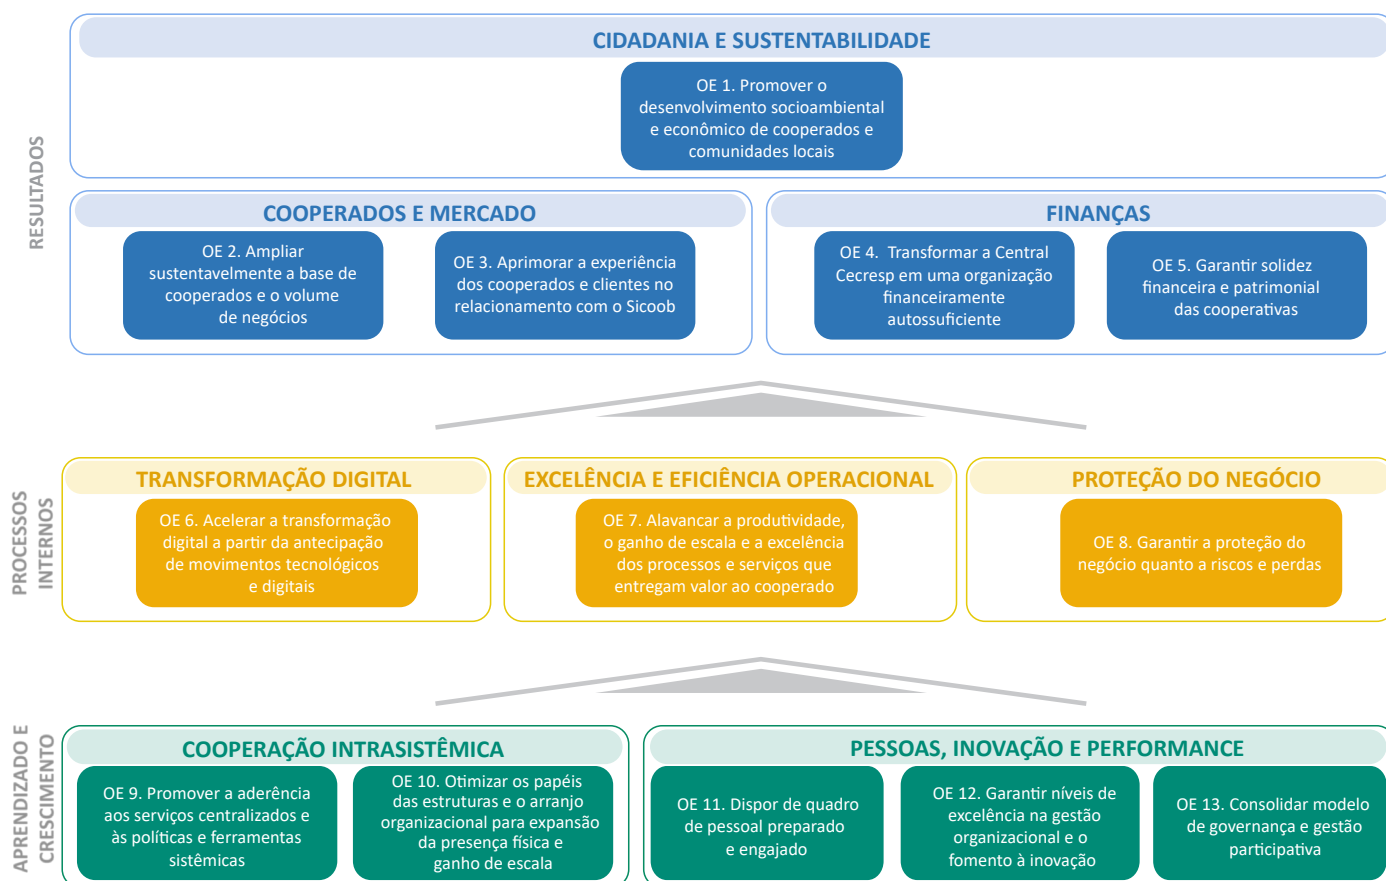 RESULTADOS
CIDADANIA E SUSTENTABILIDADE
OE 1. Promover o
desenvolvimento socioambiental
e econômico de cooperados e
comunidades locais
COOPERADOS E MERCADO
OE 2. Ampliar
sustentavelmente a base de
cooperados e o volume
de negócios
OE 3. Aprimorar a experiência
dos cooperados e clientes no
relacionamento com o Sicoob
FINANÇAS
OE 4. Transformar a Central
Cecresp em uma organização
financeiramente
autossuficiente
OE 5. Garantir solidez
financeira e patrimonial
das cooperativas
PROCESSOS
INTERNOS
TRANSFORMAÇÃO DIGITAL
OE 6. Acelerar a transformação
digital a partir da antecipação
de movimentos tecnológicos
e digitais
EXCELÊNCIA E EFICIÊNCIA OPERACIONAL
OE 7. Alavancar a produtividade,
o ganho de escala e a excelência
dos processos e serviços que
entregam valor ao cooperado
PROTEÇÃO DO NEGÓCIO
OE 8. Garantir a proteção do
negócio quanto a riscos e perdas
APRENDIZADO E
CRESCIMENTO
COOPERAÇÃO INTRASISTÊMICA
OE 9. Promover a aderência
aos serviços centralizados e
às políticas e ferramentas
sistêmicas
OE 10. Otimizar os papéis
das estruturas e o arranjo
organizacional para expansão
da presença física e
ganho de escala
PESSOAS, INOVAÇÃO E PERFORMANCE
OE 11. Dispor de quadro
de pessoal preparado
e engajado
OE 12. Garantir níveis de
excelência na gestão
organizacional e o
fomento à inovação
OE 13. Consolidar modelo
de governança e gestão
participativa